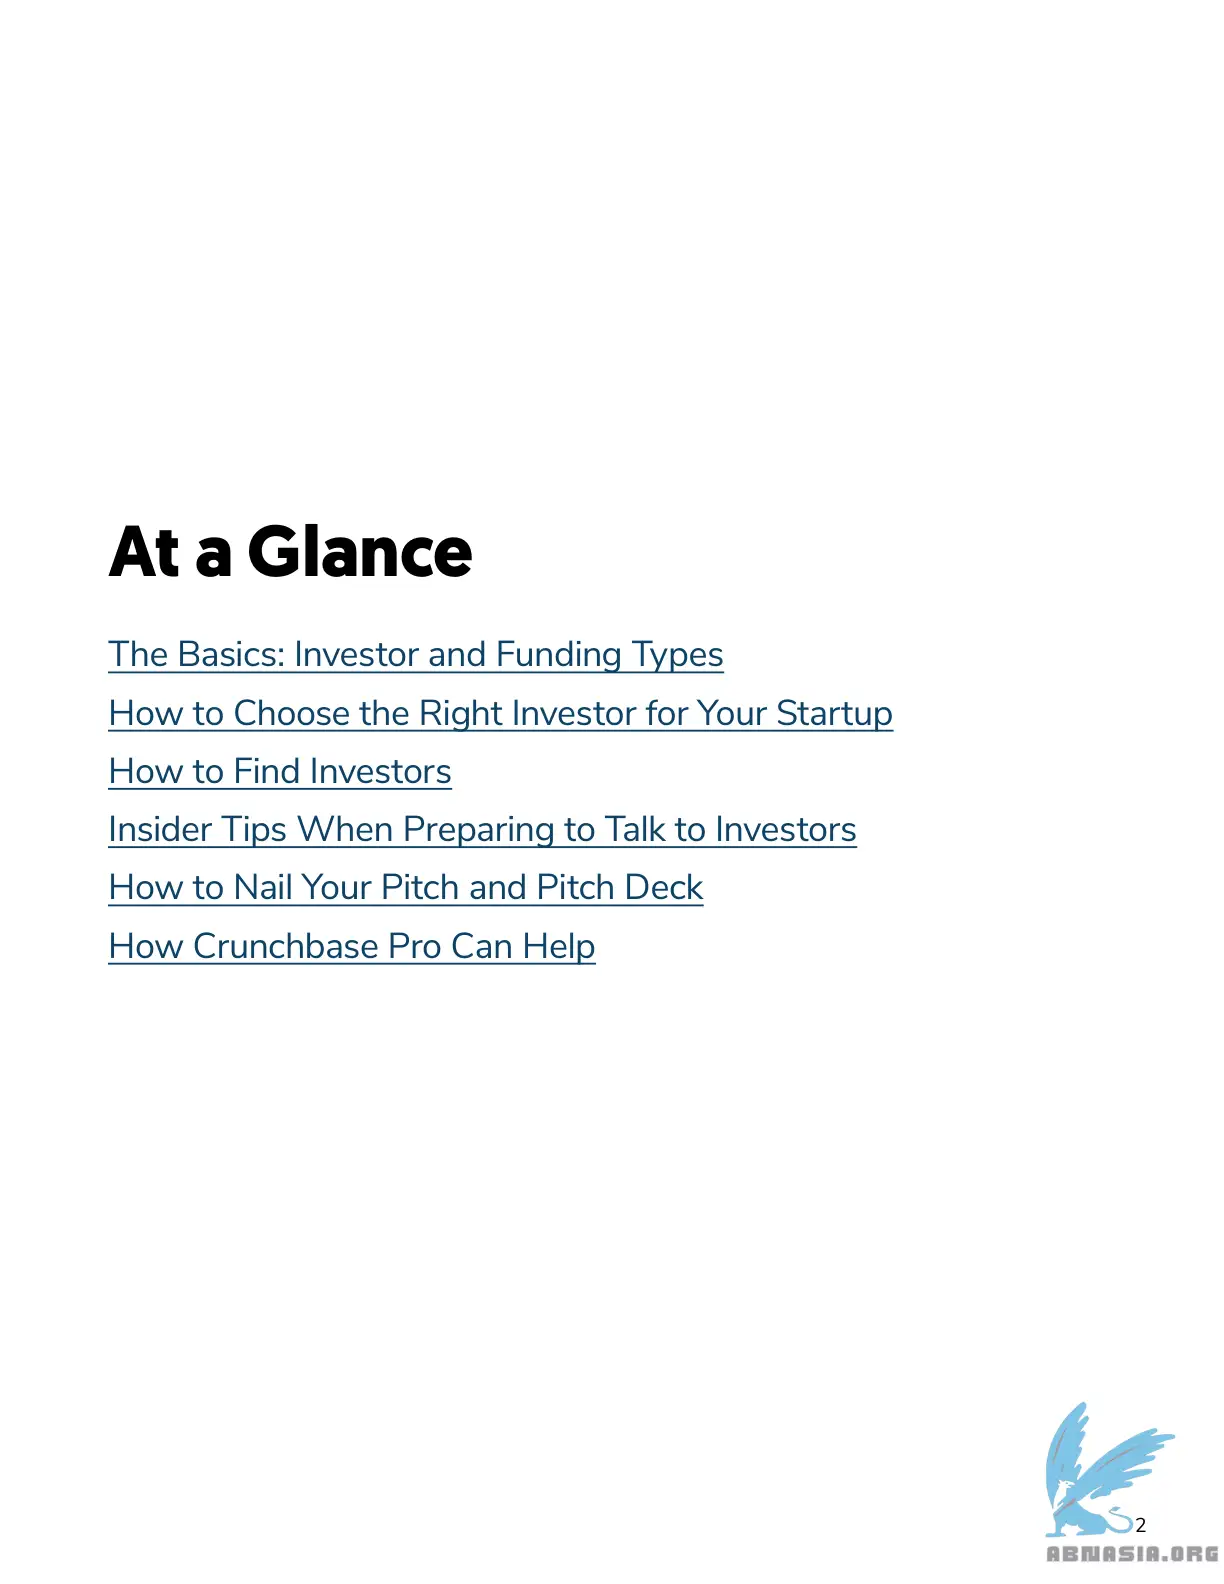 At a Glance
The Basics: Investor and Funding Types
How to Choose the Right Investor for Your Startup
How to Find Investors
Insider Tips When Preparing to Talk to Investors
How to Nail Your Pitch and Pitch Deck
How Crunchbase Pro Can Help
2
ABNASIA.ORG